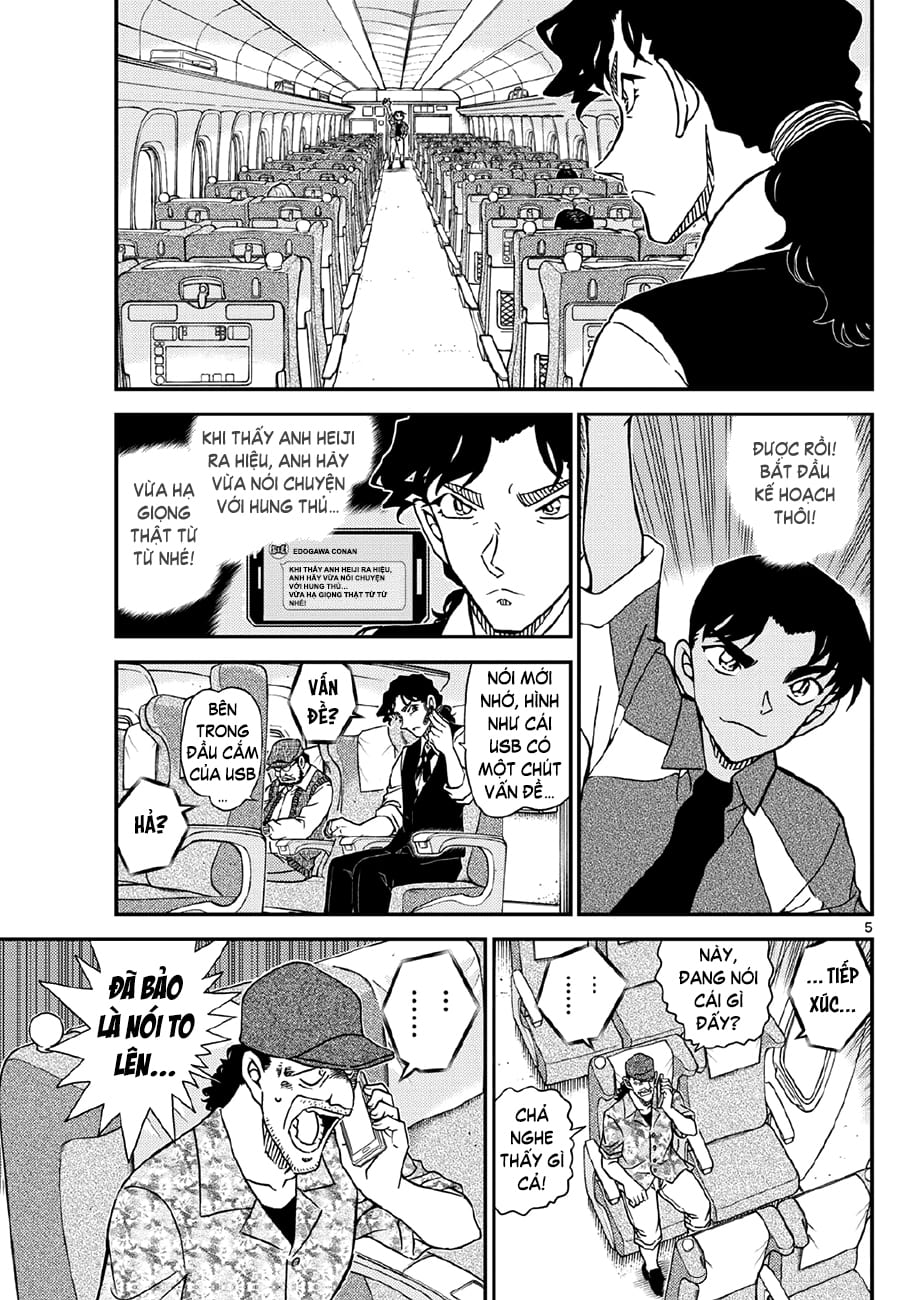 ĐƯỢC RỒI!
BẮT ĐẦU
KẾ HOẠCH
THÔI!
KHI THẤY ANH HEIJI
RA HIỆU, ANH HÃY
VỪA NÓI CHUYỆN
VỚI HUNG THỦ...
VỪA HẠ
GIỌNG
THẬT TỪ
TỪ NHÉ!
EDOGAWA CONAN
KHI THẤY ANH HEIJI RA HIỆU,
ANH HÃY VỪA NÓI CHUYỆN
VỚI HUNG THỦ...
VỪA HẠ GIỌNG THẬT TỪ TỪ
NHÉ!
NÓI MỚI
NHỚ, HÌNH
NHƯ CÁI
USB CÓ
MỘT CHÚT
VẤN ĐỀ...
VẤN
ĐỀ?
BÊN
TRONG
ĐẦU CẮM
CỦA USB
...
HẢ?
5
...TIẾP
XÚC...
NÀY,
ĐANG NÓI
CÁI GÌ
ĐẤY?
CHẢ
NGHE
THẤY GÌ
CẢ!
...
...
...
...
ĐÃ BẢO
LÀ NÓI TO
LÊN...